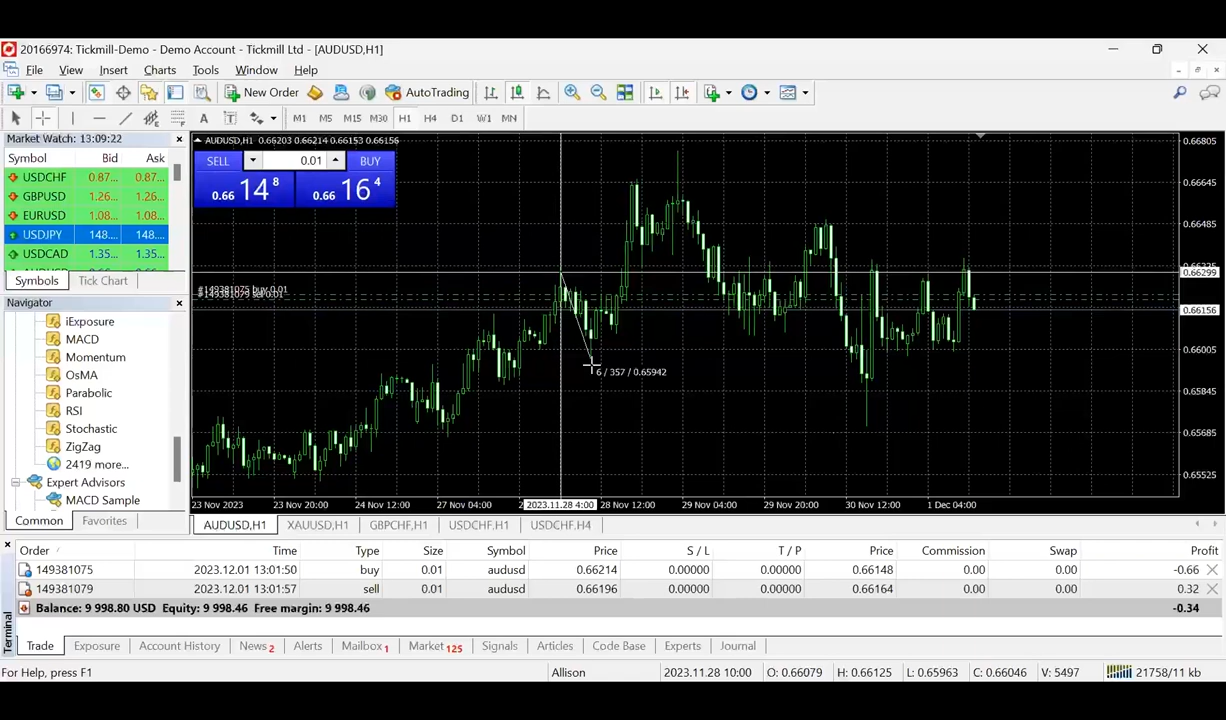 20166974: Tickmill-Demo - Demo Account - Tickmill Ltd - [AUDUSD,H1]
File View Insert Charts Tools Window Help
New Order AutoTrading
A T M1 M5 M15 M30 H1 H4 D1 W1 MN
Market Watch: 13:09:22
Symbol Bid Ask
USDCHF 0.87... 0.87...
GBPUSD 1.26... 1.26...
EURUSD 1.08... 1.08...
USDJPY 148.... 148....
USDCAD 1.35... 1.35...
Symbols Tick Chart
Navigator
iExposure
MACD
Momentum
OsMA
Parabolic
RSI
Stochastic
ZigZag
2419 more...
Expert Advisors
MACD Sample
Common Favorites
AUDUSD,H1 0.66203 0.66214 0.66153 0.66156
SELL 0.01 BUY
0.66 14 8 0.66 16 4
#149381075 buy 0.01
#149381079 sell 0.01
6 / 357 / 0.65942
0.66805
0.66645
0.66485
0.66299
0.66156
0.66005
0.65845
0.65685
0.65525
23 Nov 2023 23 Nov 20:00 24 Nov 12:00 27 Nov 04:00 2023.11.28 4:00 28 Nov 12:00 29 Nov 04:00 29 Nov 20:00 30 Nov 12:00 1 Dec 04:00
AUDUSD,H1 XAUUSD,H1 GBPCHF,H1 USDCHF,H1 USDCHF,H4
Order Time Type Size Symbol Price S / L T / P Price Commission Swap Profit
149381075 2023.12.01 13:01:50 buy 0.01 audusd 0.66214 0.00000 0.00000 0.66148 0.00 0.00 -0.66
149381079 2023.12.01 13:01:57 sell 0.01 audusd 0.66196 0.00000 0.00000 0.66164 0.00 0.00 0.32
Balance: 9 998.80 USD Equity: 9 998.46 Free margin: 9 998.46 -0.34
Terminal
Trade Exposure Account History News 2 Alerts Mailbox 1 Market 125 Signals Articles Code Base Experts Journal
For Help, press F1 Allison 2023.11.28 10:00 O: 0.66079 H: 0.66125 L: 0.65963 C: 0.66046 V: 5497 21758/11 kb